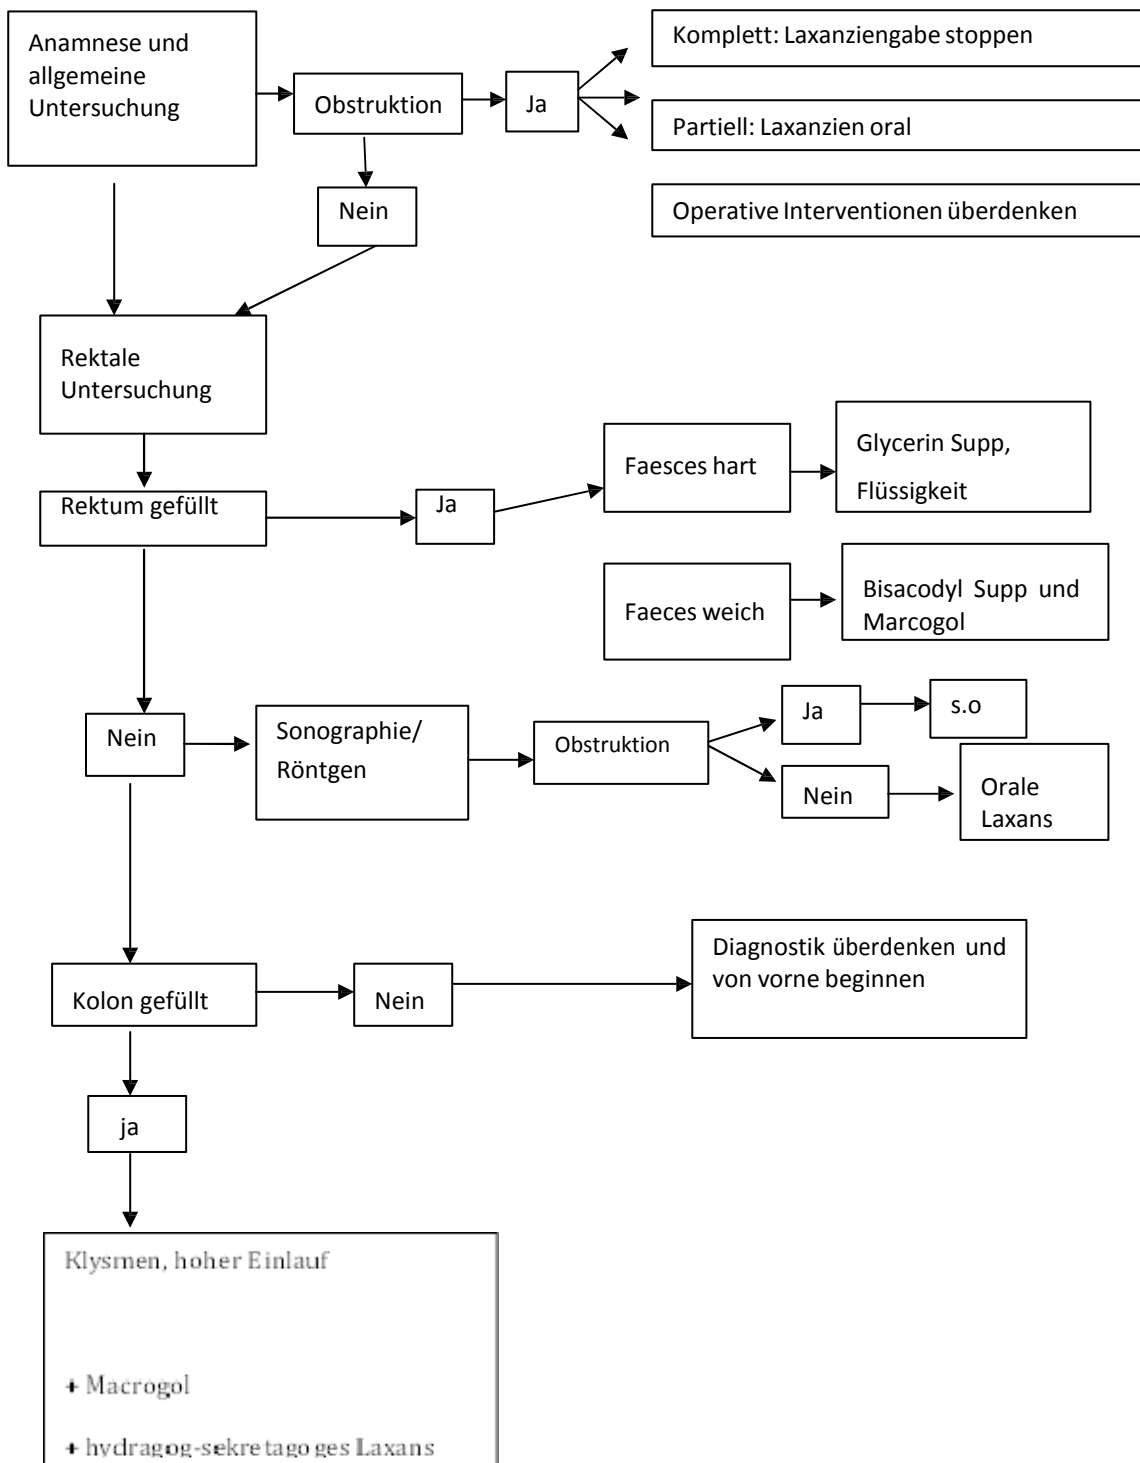 Anamnese und
allgemeine
Untersuchung
Obstruktion
Ja
Komplett: Laxanziengabe stoppen
Partiell: Laxanzien oral
Operative Interventionen überdenken
Nein
Rektale
Untersuchung
Rektum gefüllt
Ja
Faesces hart
Glycerin Supp,
Flüssigkeit
Faeces weich
Bisacodyl Supp und
Marcogol
Nein
Sonographie/
Röntgen
Obstruktion
Ja
s.o
Nein
Orale
Laxans
Kolon gefüllt
Nein
Diagnostik überdenken und
von vorne beginnen
ja
Klysmen, hoher Einlauf
+ Macrogol
+ hydragog-sekretagoges Laxans